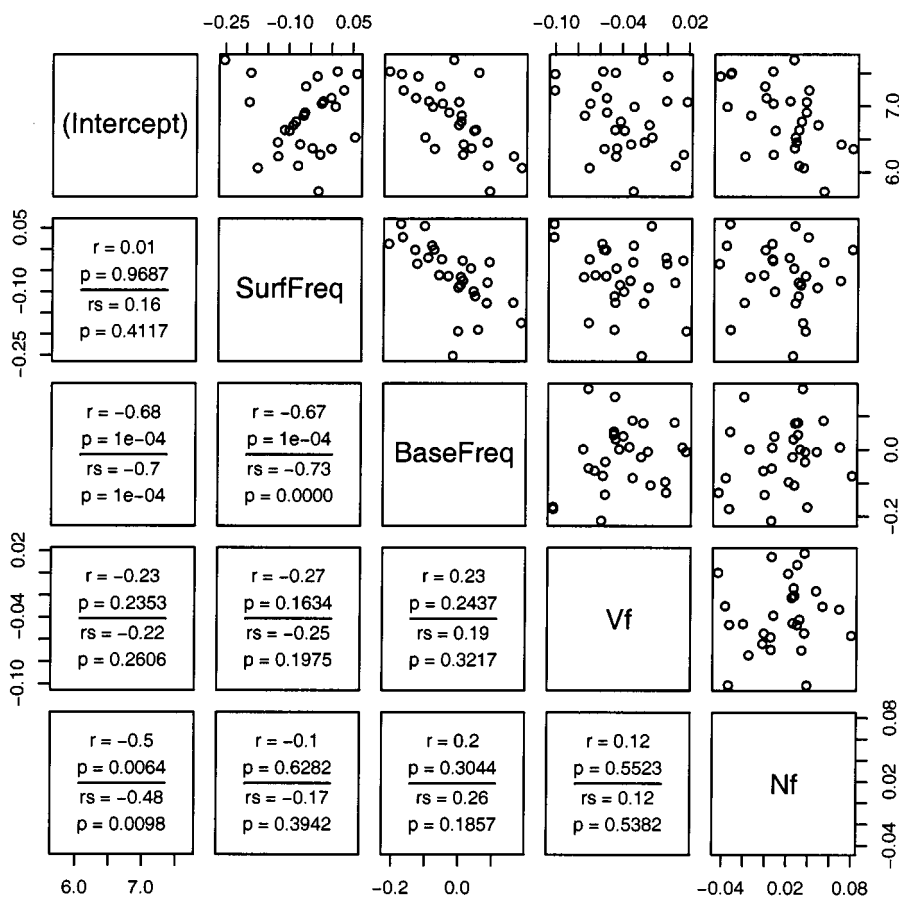 −0.25 −0.10 0.05 −0.10 −0.04 0.02
(Intercept)
6.0 7.0
−0.25 −0.10 0.05
r = 0.01
p = 0.9687
rs = 0.16
p = 0.4117
SurfFreq
r = −0.68
p = 1e−04
rs = −0.7
p = 1e−04
r = −0.67
p = 1e−04
rs = −0.73
p = 0.0000
BaseFreq
−0.2 0.0
−0.10 −0.04 0.02
r = −0.23
p = 0.2353
rs = −0.22
p = 0.2606
r = −0.27
p = 0.1634
rs = −0.25
p = 0.1975
r = 0.23
p = 0.2437
rs = 0.19
p = 0.3217
Vf
r = −0.5
p = 0.0064
rs = −0.48
p = 0.0098
r = −0.1
p = 0.6282
rs = −0.17
p = 0.3942
r = 0.2
p = 0.3044
rs = 0.26
p = 0.1857
r = 0.12
p = 0.5523
rs = 0.12
p = 0.5382
Nf
−0.04 0.02 0.08
6.0 7.0 −0.2 0.0 −0.04 0.02 0.08